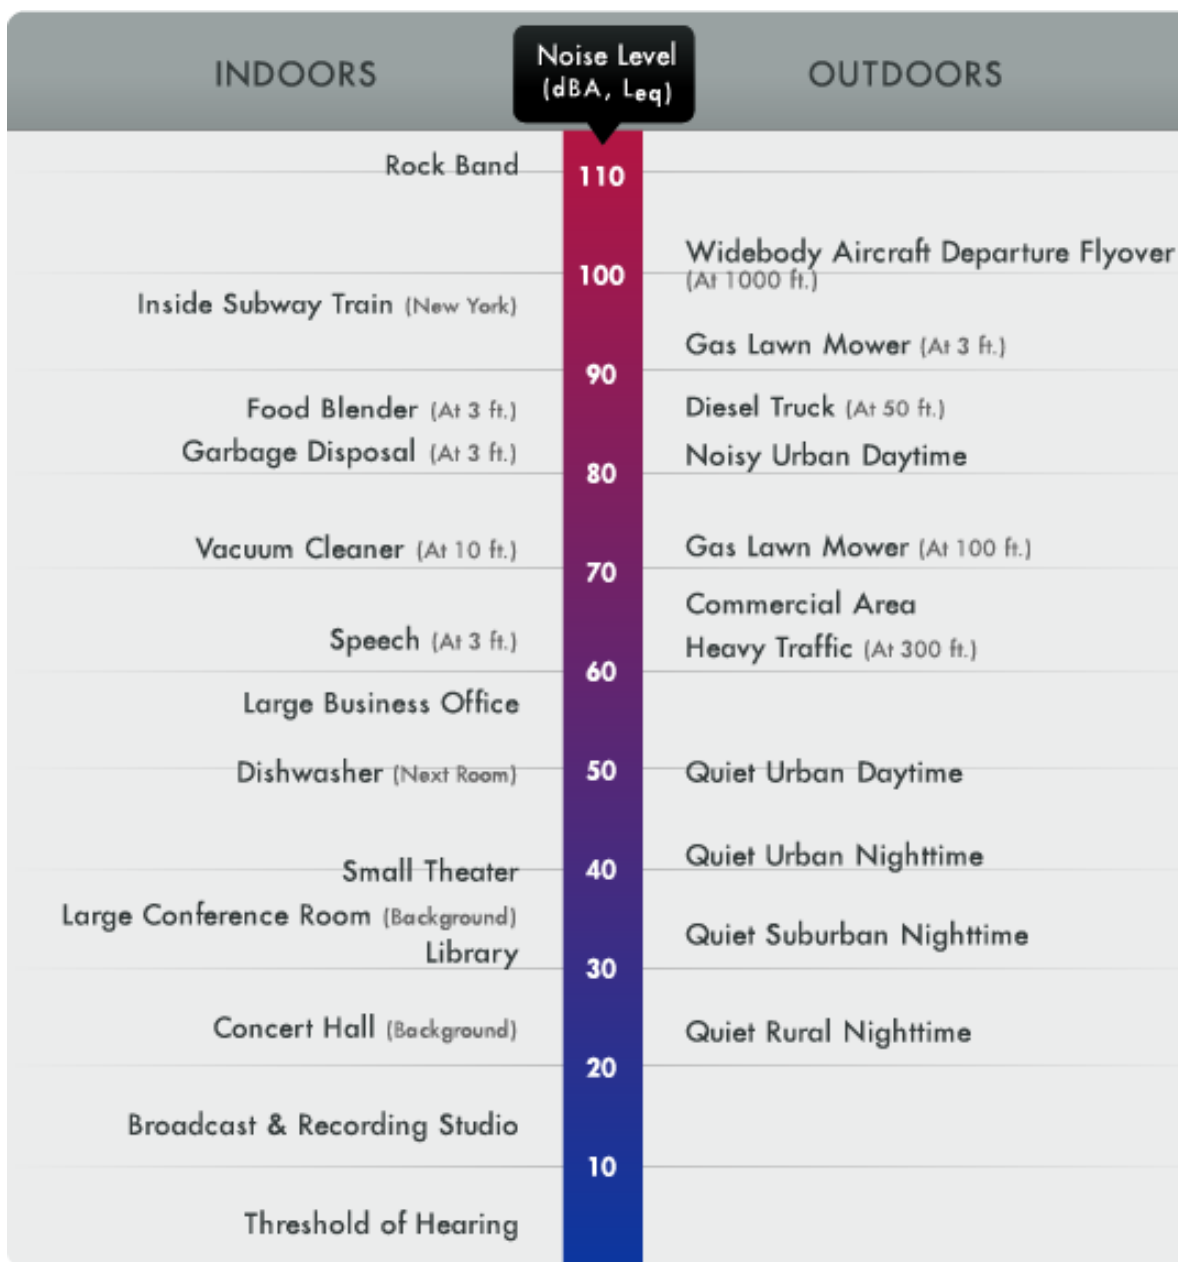 INDOORS
Noise Level
(dBA, Leq)
OUTDOORS
Rock Band
110
Widebody Aircraft Departure Flyover
(At 1000 ft.)
100
Inside Subway Train (New York)
Gas Lawn Mower (At 3 ft.)
90
Food Blender (At 3 ft.)
Diesel Truck (At 50 ft.)
Garbage Disposal (At 3 ft.)
Noisy Urban Daytime
80
Vacuum Cleaner (At 10 ft.)
Gas Lawn Mower (At 100 ft.)
70
Commercial Area
Speech (At 3 ft.)
Heavy Traffic (At 300 ft.)
60
Large Business Office
Dishwasher (Next Room)
50
Quiet Urban Daytime
Quiet Urban Nighttime
Small Theater
40
Large Conference Room (Background)
Quiet Suburban Nighttime
Library
30
Concert Hall (Background)
Quiet Rural Nighttime
20
Broadcast & Recording Studio
10
Threshold of Hearing